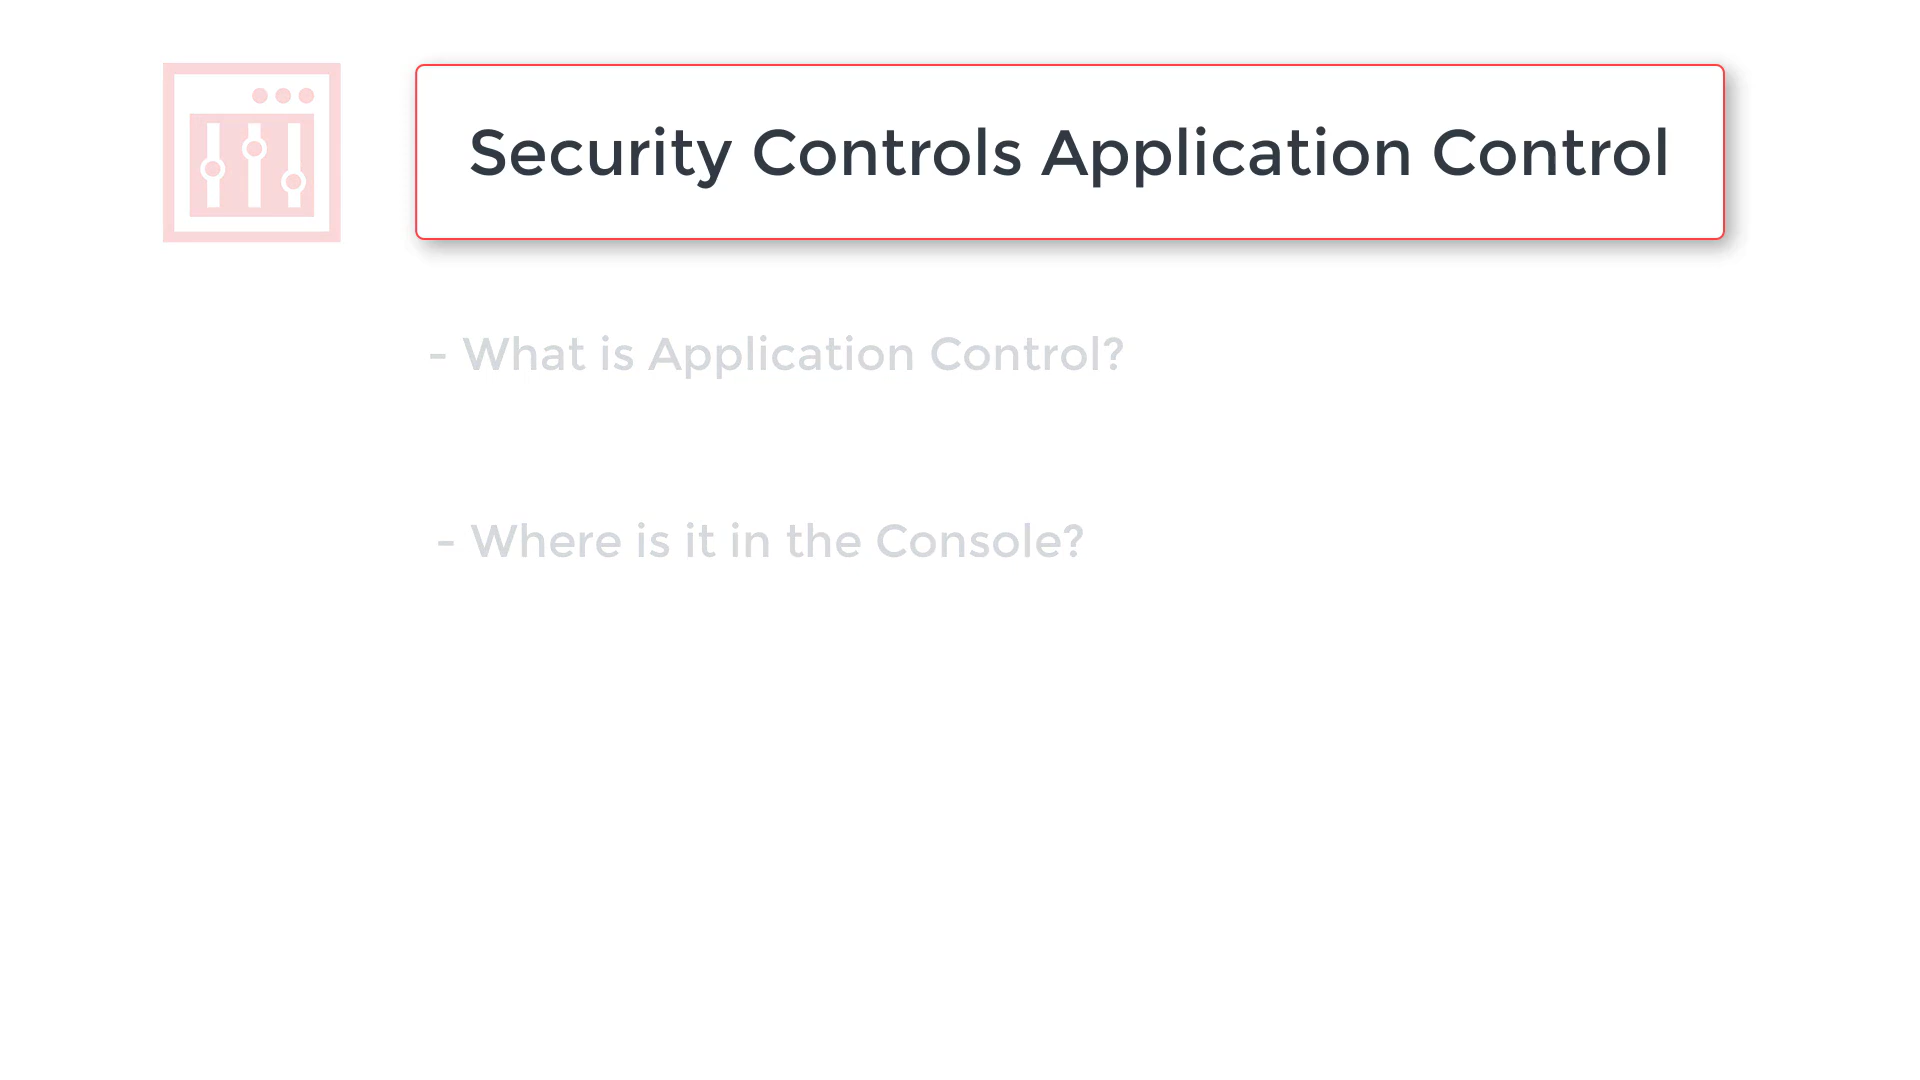 Security Controls Application Control
- What is Application Control?
- Where is it in the Console?